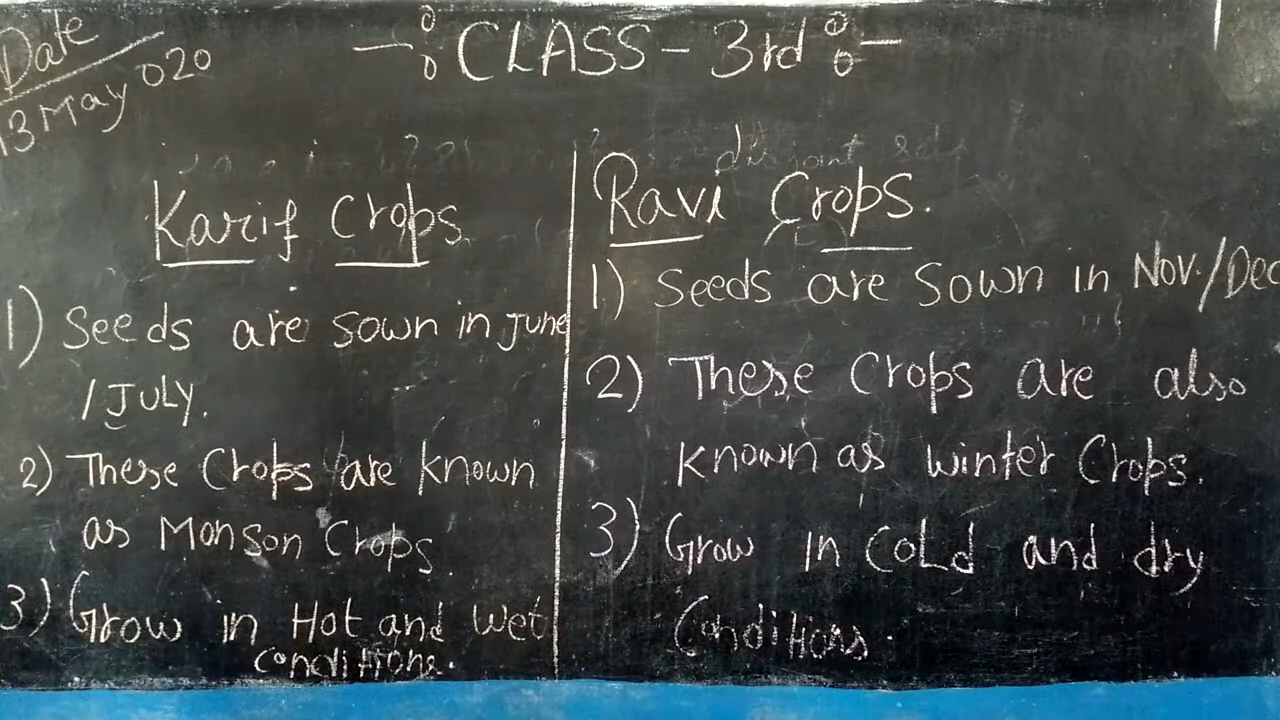 Date
13 May 020
CLASS - 3rd
Karif Crops
1) Seeds are sown in June
/July.
2) These Crops are known
as Monson Crops.
3) Grow in Hot and Wet
conditions.
Ravi Crops.
1) Seeds are Sown in Nov./Dec
2) These Crops are also
known as winter Crops.
3) Grow in Cold and dry
Conditions.